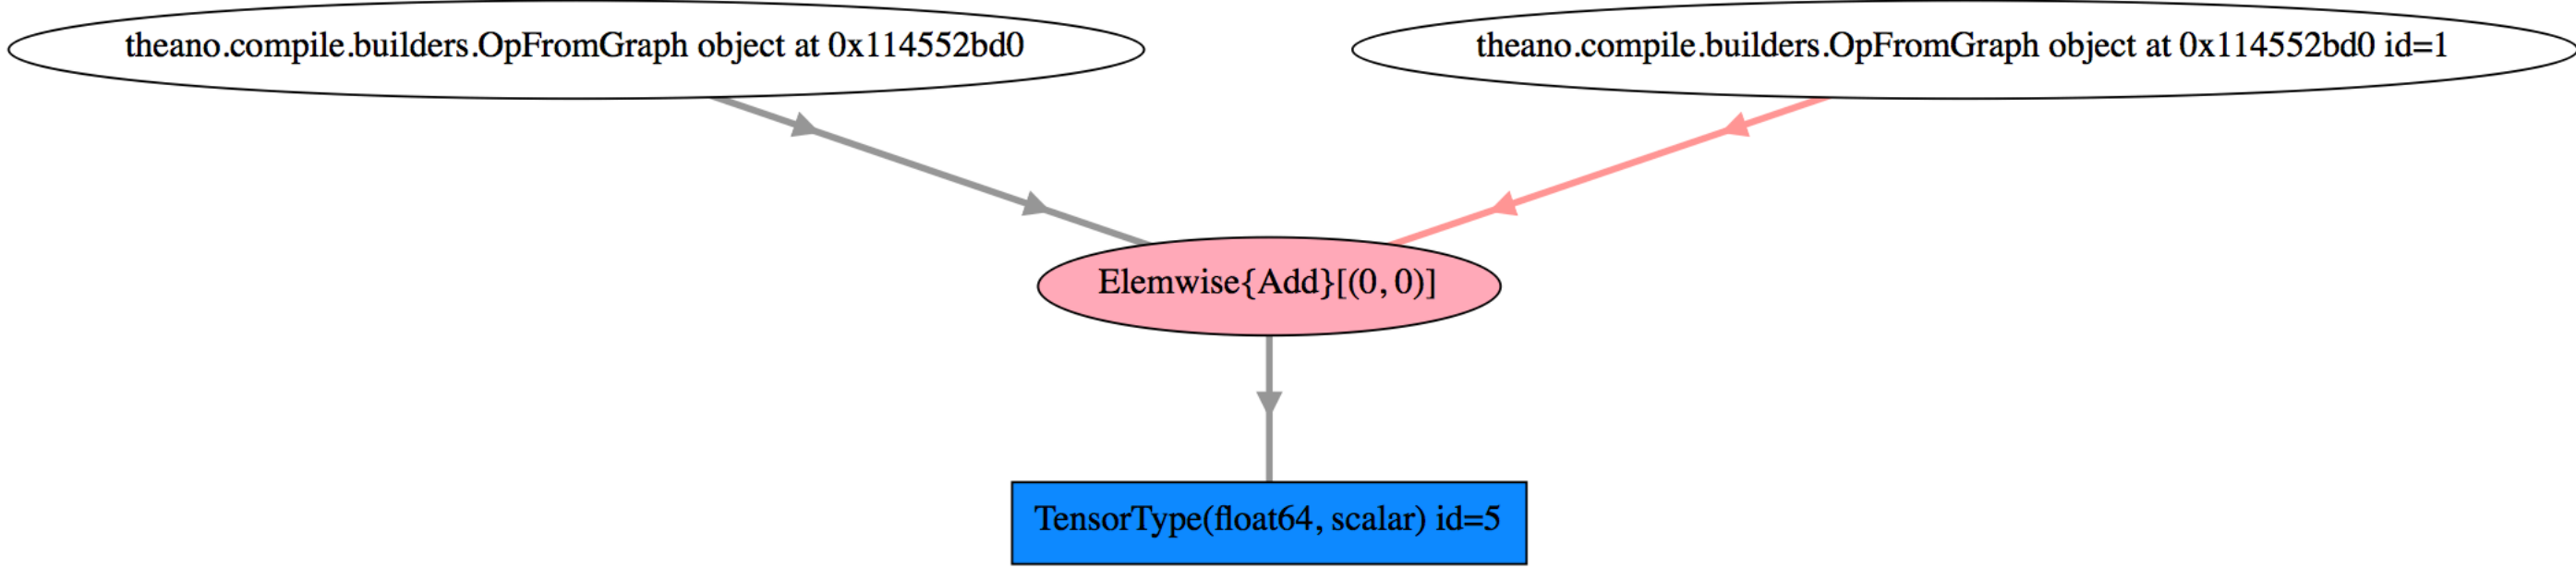 theano.compile.builders.OpFromGraph object at 0x114552bd0
theano.compile.builders.OpFromGraph object at 0x114552bd0 id=1
Elemwise{Add}[(0, 0)]
TensorType(float64, scalar) id=5